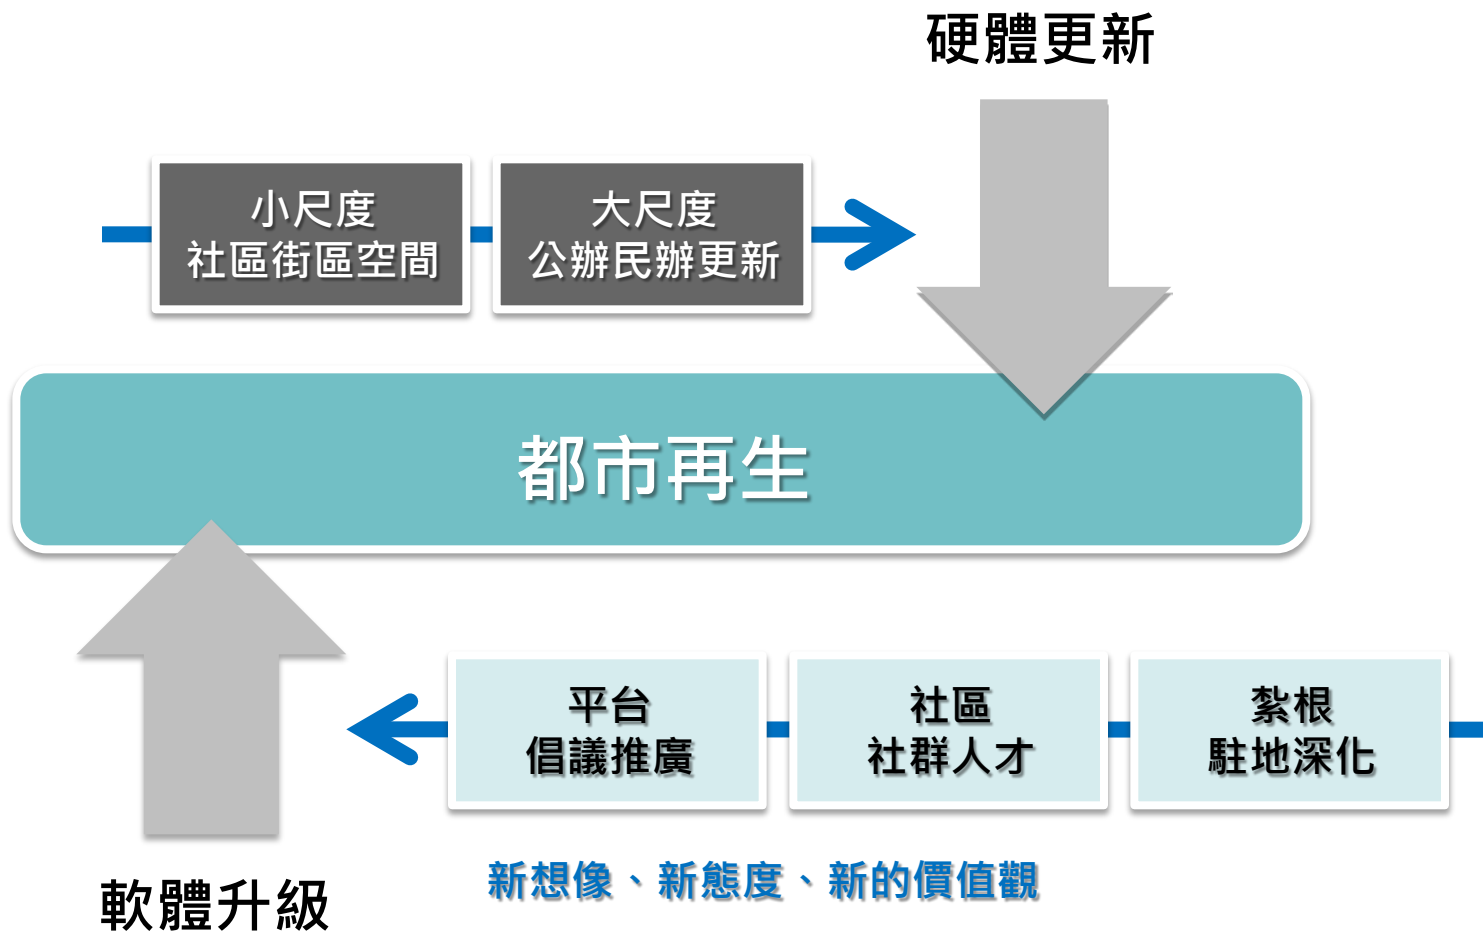 硬體更新
小尺度
社區街區空間
大尺度
公辦民辦更新
都市再生
平台
倡議推廣
社區
社群人才
紮根
駐地深化
新想像、新態度、新的價值觀
軟體升級